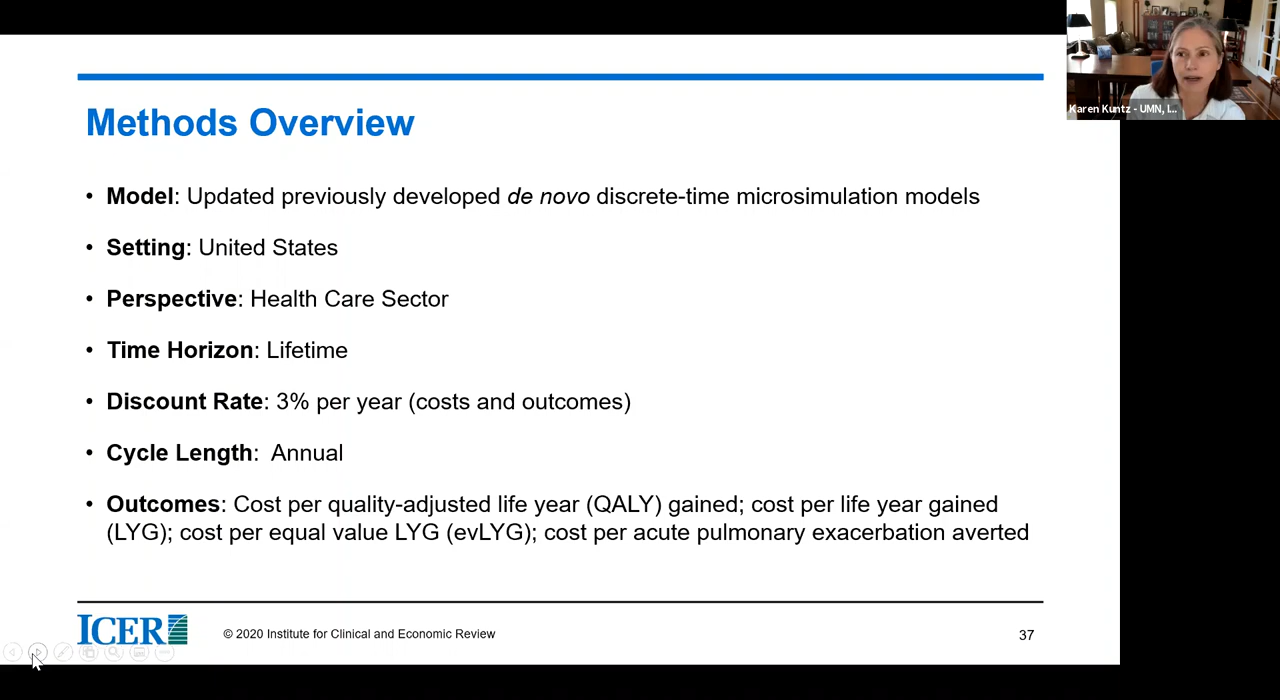 Karen Kuntz - UMN, I...
Methods Overview
• Model: Updated previously developed de novo discrete-time microsimulation models
• Setting: United States
• Perspective: Health Care Sector
• Time Horizon: Lifetime
• Discount Rate: 3% per year (costs and outcomes)
• Cycle Length:  Annual
• Outcomes: Cost per quality-adjusted life year (QALY) gained; cost per life year gained
(LYG); cost per equal value LYG (evLYG); cost per acute pulmonary exacerbation averted
ICER
© 2020 Institute for Clinical and Economic Review
37